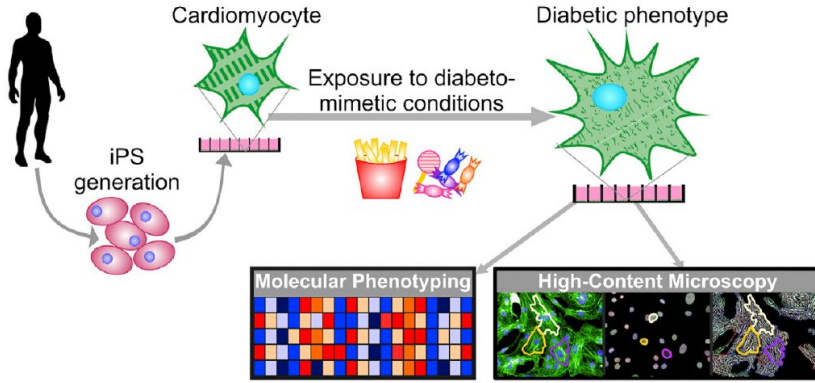 Cardiomyocyte
Diabetic phenotype
Exposure to diabeto-
mimetic conditions
iPS
generation
Molecular Phenotyping
High-Content Microscopy